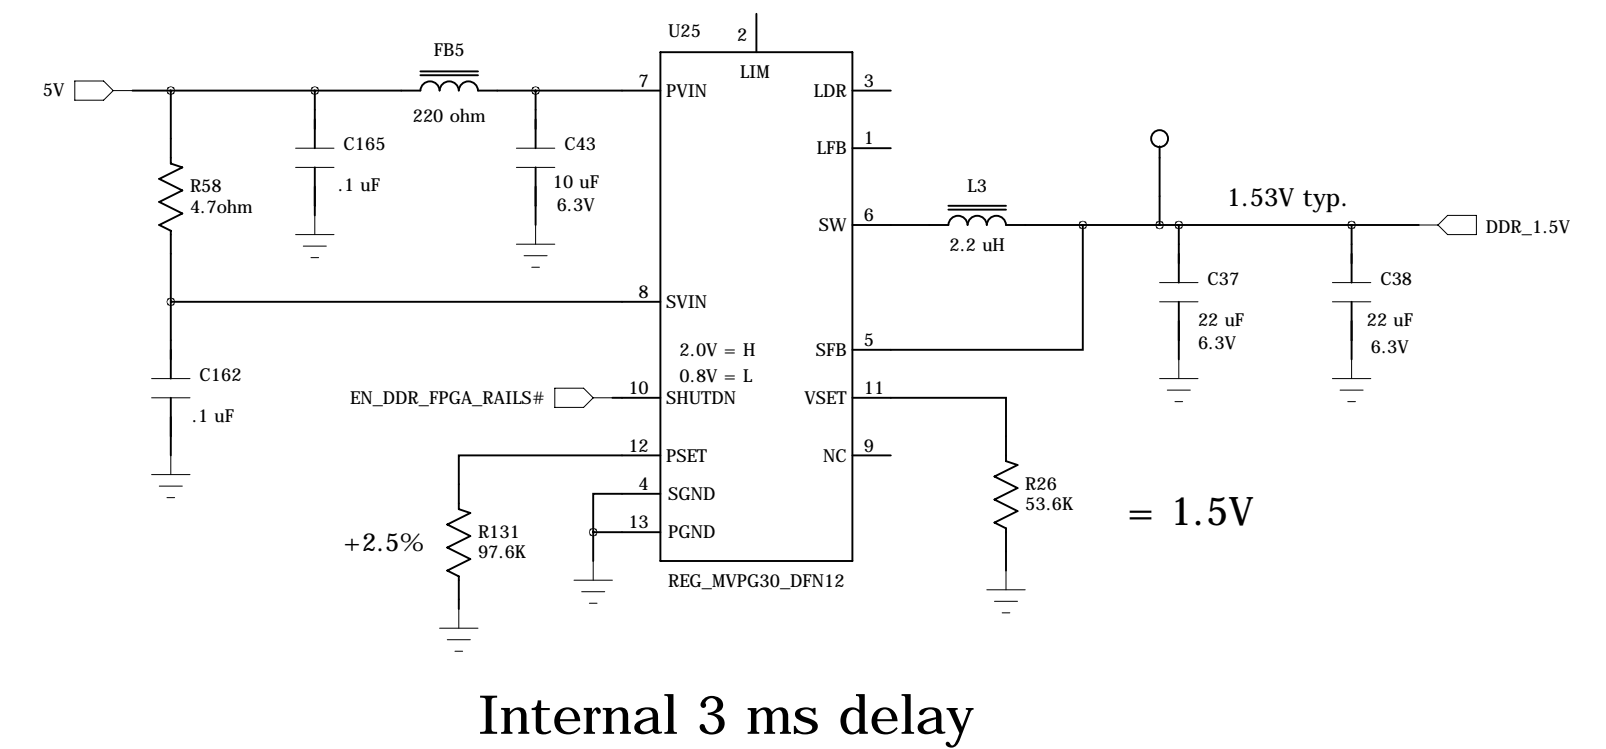 U25
2
FB5
LIM
5V
7
PVIN
LDR
3
220 ohm
C165
C43
LFB
1
.1 uF
10 uF
6.3V
R58
4.7ohm
L3
1.53V typ.
SW
6
2.2 uH
DDR_1.5V
8
SVIN
C37
C38
22 uF
6.3V
22 uF
6.3V
2.0V = H
0.8V = L
SFB
5
C162
.1 uF
EN_DDR_FPGA_RAILS#
10
SHUTDN
VSET
11
12
PSET
NC
9
4
SGND
R26
53.6K
= 1.5V
13
PGND
+2.5%
R131
97.6K
REG_MVPG30_DFN12
Internal 3 ms delay